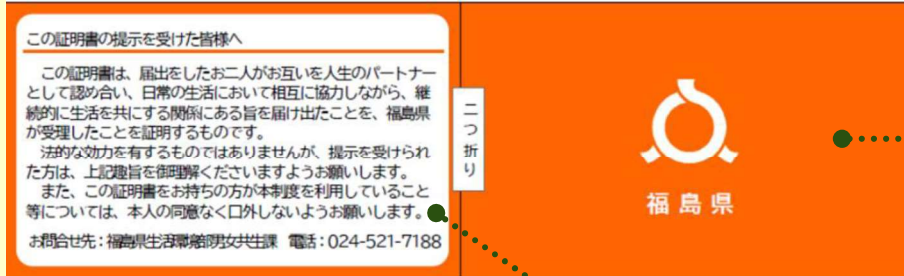 この証明書の提示を受けた皆様へ
この証明書は、届出をしたお二人がお互いを人生のパートナー
として認め合い、日常の生活において相互に協力しながら、継
続的に生活を共にする関係にある旨を届け出たことを、福島県
が受理したことを証明するものです。
法的な効力を有するものではありませんが、提示を受けられ
た方は、上記趣旨を御理解くださいますようお願いします。
また、この証明書をお持ちの方が本制度を利用していること
等については、本人の同意なく口外しないようお願いします。
お問合せ先：福島県生活環境部男女共生課　電話：024-521-7188
二つ折り
福島県